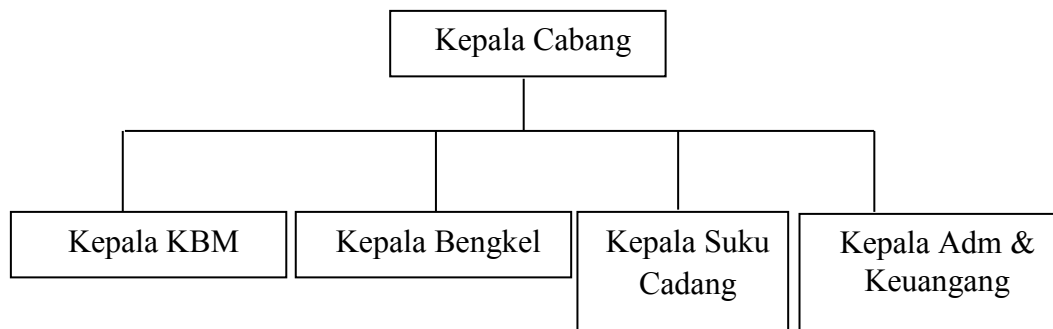 Kepala Cabang
Kepala KBM
Kepala Bengkel
Kepala Suku
Cadang
Kepala Adm &
Keuangang